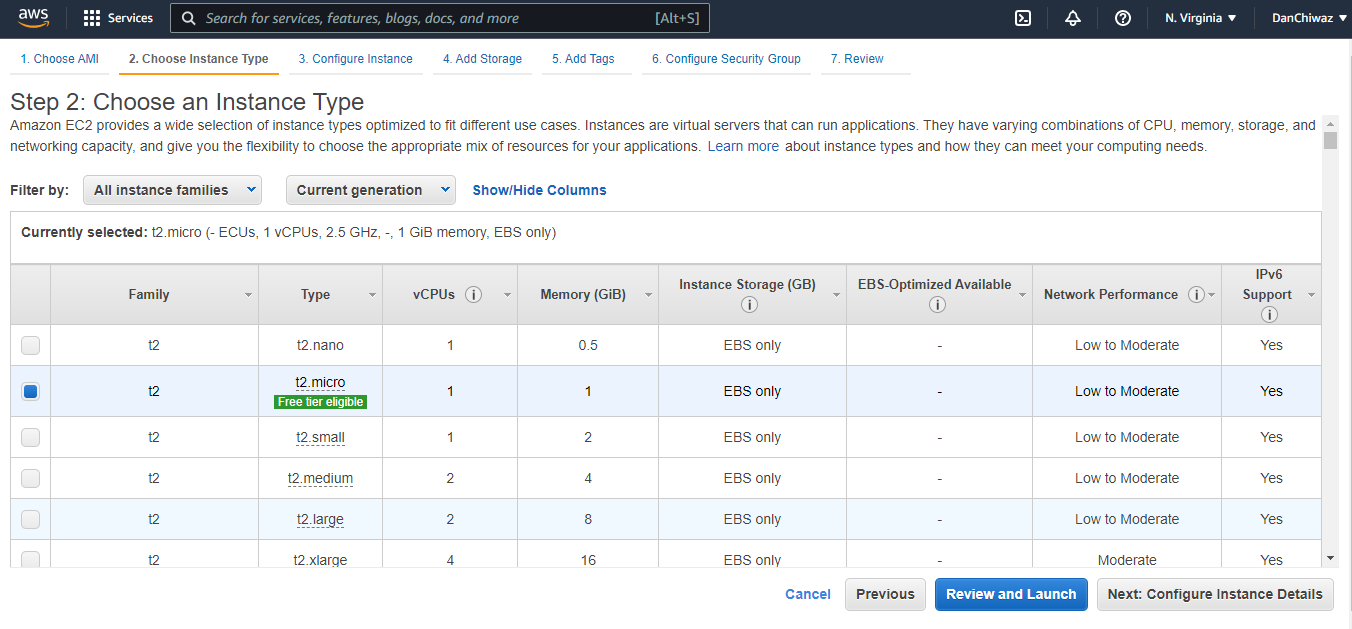 aws Services Search for services, features, blogs, docs, and more [Alt+S] N. Virginia DanChiwaz
1. Choose AMI 2. Choose Instance Type 3. Configure Instance 4. Add Storage 5. Add Tags 6. Configure Security Group 7. Review
Step 2: Choose an Instance Type
Amazon EC2 provides a wide selection of instance types optimized to fit different use cases. Instances are virtual servers that can run applications. They have varying combinations of CPU, memory, storage, and
networking capacity, and give you the flexibility to choose the appropriate mix of resources for your applications. Learn more about instance types and how they can meet your computing needs.
Filter by: All instance families Current generation Show/Hide Columns
Currently selected: t2.micro (- ECUs, 1 vCPUs, 2.5 GHz, -, 1 GiB memory, EBS only)
Family Type vCPUs Memory (GiB) Instance Storage (GB) EBS-Optimized Available Network Performance IPv6 Support
t2 t2.nano 1 0.5 EBS only - Low to Moderate Yes
t2 t2.micro 1 1 EBS only - Low to Moderate Yes
Free tier eligible
t2 t2.small 1 2 EBS only - Low to Moderate Yes
t2 t2.medium 2 4 EBS only - Low to Moderate Yes
t2 t2.large 2 8 EBS only - Low to Moderate Yes
t2 t2.xlarge 4 16 EBS only - Moderate Yes
Cancel Previous Review and Launch Next: Configure Instance Details